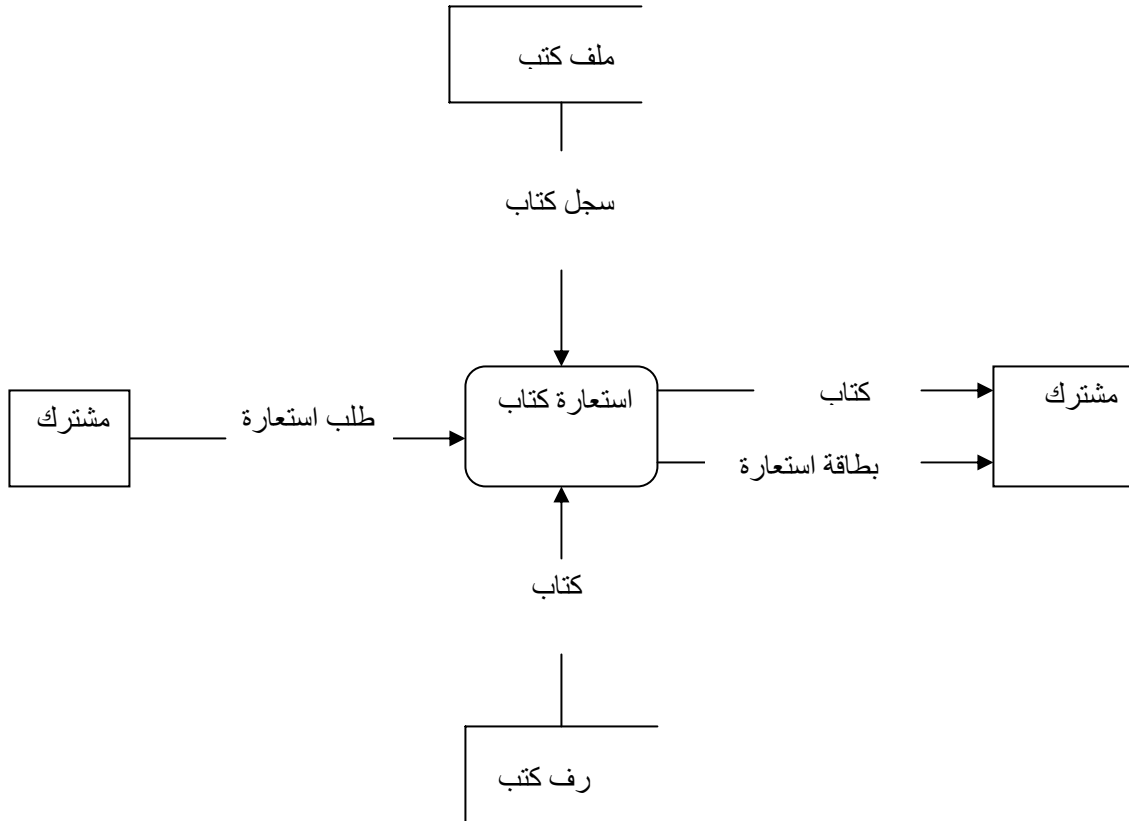 ملف كتب
سجل كتاب
استعارة كتاب
كتاب
مشترك
مشترك
طلب استعارة
بطاقة استعارة
كتاب
رف كتب